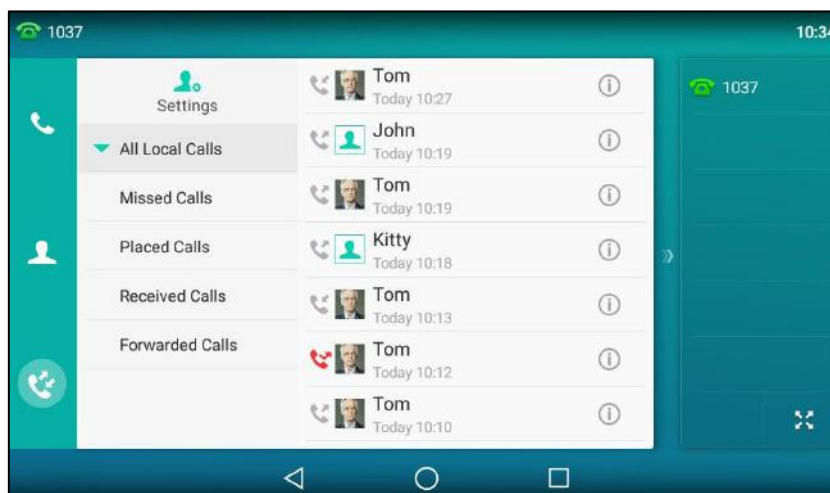 1037
10:34
Settings
All Local Calls
Missed Calls
Placed Calls
Received Calls
Forwarded Calls
Tom
Today 10:27
John
Today 10:19
Tom
Today 10:19
Kitty
Today 10:18
Tom
Today 10:13
Tom
Today 10:12
Tom
Today 10:10
1037